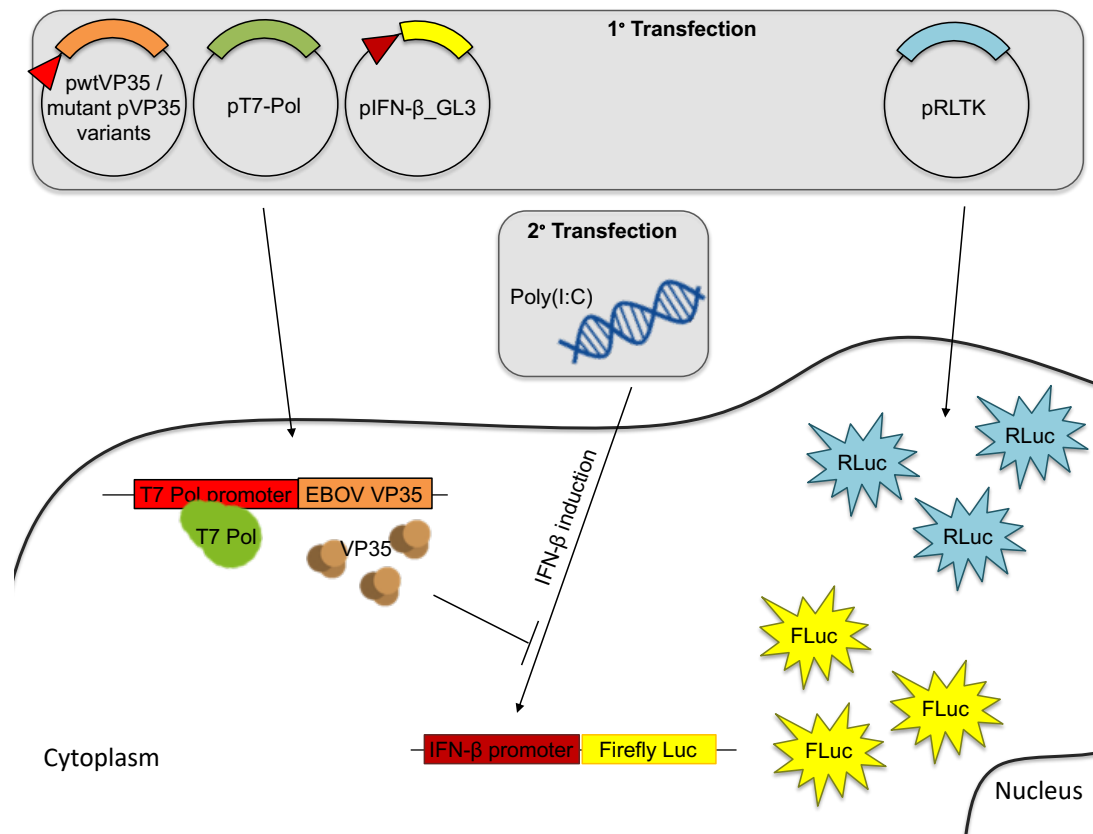 1° Transfection
pwtVP35 /
mutant pVP35
variants
pT7-Pol
pIFN-β_GL3
pRLTK
2° Transfection
Poly(I:C)
IFN-β induction
T7 Pol promoter
EBOV VP35
T7 Pol
VP35
RLuc
RLuc
RLuc
FLuc
FLuc
FLuc
IFN-β promoter
Firefly Luc
Cytoplasm
Nucleus